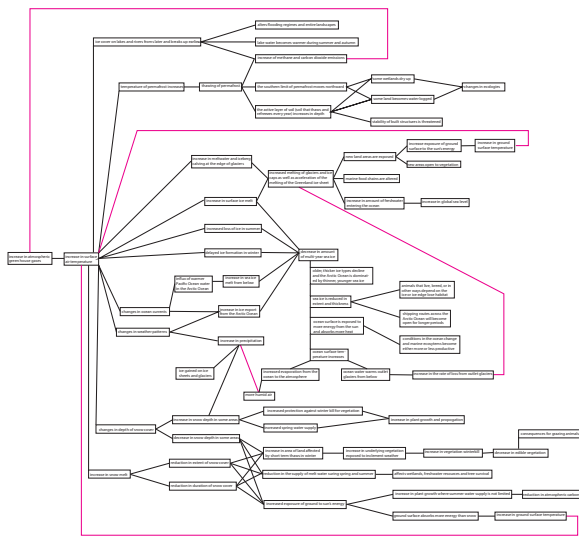 alters flooding regimes and entire landscapes
ice cover on lakes and rivers forms later and breaks up earlier
lake water becomes warmer during summer and autumn
increase of methane and carbon dioxide emissions
some wetlands dry up
temperature of permafrost increases
thawing of permafrost
the southern limit of permafrost moves northward
changes in ecologies
some land becomes water logged
the active layer of soil (soil that thaws and
refreezes every year) increases in depth
stability of built structures is threatened
increase of exposure of ground
surface to the sun's energy
increase to ground
surface temperature
new land areas are exposed
increase in meltwater and iceberg
calving at the edge of glaciers
new areas open to vegetation
increased melting of glaciers and ice
caps as well as acceleration of the
melting of the Greenland ice sheet
marine food chains are altered
increase in surface ice melt
increase in amount of freshwater
entering the ocean
increase in global sea level
increased loss of ice in summer
increase in atmospheric
green house gases
increase in surface
air temperature
delayed ice formation in winter
decrease in amount
of multi-year sea ice
older, thicker ice types decline
and the Arctic Ocean is dominat-
ed by thinner, younger sea ice
influx of warmer
Pacific Ocean water
in the Arctic Ocean
increase in sea ice
melt from below
animals that live, breed, or in
other ways depend on the
ice or ice edge lose habitat
sea ice is reduced in
extent and thickness
changes in ocean currents
increase in ice export
from the Arctic Ocean
shipping routes across the
Arctic Ocean will become
open for longer periods
ocean surface is exposed to
more energy from the sun
and absorbs more heat
changes in weather patterns
increase in precipitation
conditions in the ocean change
and marine ecosystems become
either more or less productive
ocean surface tem-
perature increases
ice gained on ice
sheets and glaciers
increased evaporation from the
ocean to the atmosphere
ocean water warms outlet
glaciers from below
increase in the rate of loss from outlet glaciers
more humid air
increased protection against winter kill for vegetation
increase in snow depth in some areas
increase in plant growth and propagation
increased spring water supply
changes in depth of snow cover
decrease in snow depth in some areas
consequences for grazing animals
increase in area of land affected
by short term thaws in winter
increase in underlying vegetation
exposed to inclement weather
increase in vegetation winterkill
decrease in edible vegetation
reduction in extent of snow cover
increase in snow melt
reduction in the supply of melt water during spring and summer
affects wetlands, freshwater resources and tree survival
reduction in duration of snow cover
increase in plant growth where summer water supply is not limited
reduction in atmospheric carbon
increased exposure of ground to sun's energy
ground surface absorbs more energy than snow
increase in ground surface temperature